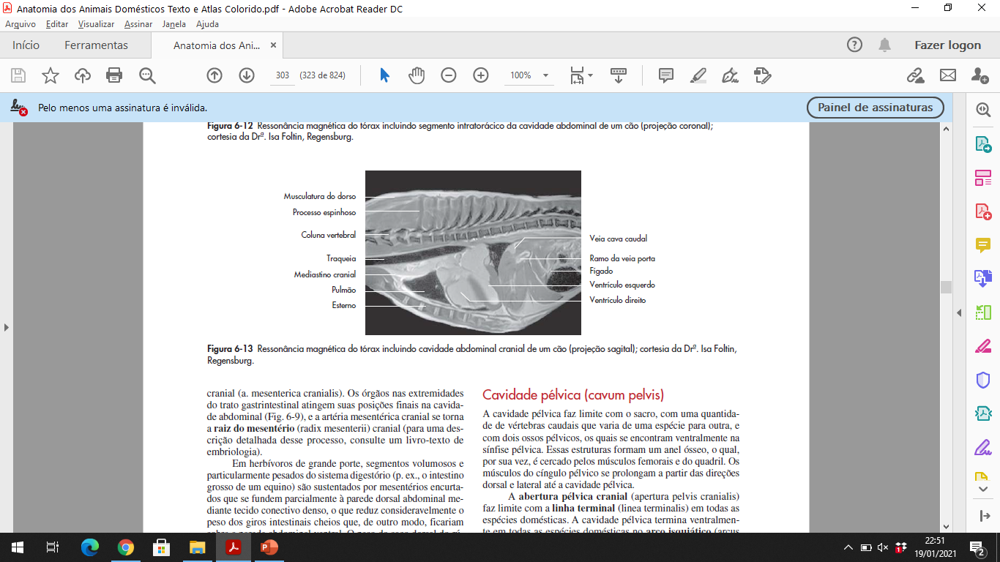 Anatomia dos Animais Domésticos Texto e Atlas Colorido.pdf - Adobe Acrobat Reader DC
Arquivo Editar Visualizar Assinar Janela Ajuda
Início Ferramentas Anatomia dos Ani... × Fazer logon
303 (323 de 824) 100%
Pelo menos uma assinatura é inválida. Painel de assinaturas
Figura 6-12 Ressonância magnética do tórax incluindo segmento intratorácico da cavidade abdominal de um cão (projeção coronal);
cortesia da Drª. Isa Foltin, Regensburg.
Musculatura do dorso
Processo espinhoso
Coluna vertebral
Traqueia
Mediastino cranial
Pulmão
Esterno
Veia cava caudal
Ramo da veia porta
Fígado
Ventrículo esquerdo
Ventrículo direito
Figura 6-13 Ressonância magnética do tórax incluindo cavidade abdominal cranial de um cão (projeção sagital); cortesia da Drª. Isa Foltin,
Regensburg.
cranial (a. mesenterica cranialis). Os órgãos nas extremidades
do trato gastrintestinal atingem suas posições finais na cavida-
de abdominal (Fig. 6-9), e a artéria mesentérica cranial se torna
a raiz do mesentério (radix mesenterii) cranial (para uma des-
crição detalhada desse processo, consulte um livro-texto de
embriologia).
Em herbívoros de grande porte, segmentos volumosos e
particularmente pesados do sistema digestório (p. ex., o intestino
grosso de um equino) são sustentados por mesentérios encurta-
dos que se fundem parcialmente à parede dorsal abdominal me-
diante tecido conectivo denso, o que reduz consideravelmente o
peso dos giros intestinais cheios que, de outro modo, ficariam
Cavidade pélvica (cavum pelvis)
A cavidade pélvica faz limite com o sacro, com uma quantida-
de de vértebras caudais que varia de uma espécie para outra, e
com dois ossos pélvicos, os quais se encontram ventralmente na
sínfise pélvica. Essas estruturas formam um anel ósseo, o qual,
por sua vez, é cercado pelos músculos femorais e do quadril. Os
músculos do cíngulo pélvico se prolongam a partir das direções
dorsal e lateral até a cavidade pélvica.
A abertura pélvica cranial (apertura pelvis cranialis)
faz limite com a linha terminal (linea terminalis) em todas as
espécies domésticas. A cavidade pélvica termina ventralmen-
te em todas as espécies domésticas no arco isquiático (arcus
22:51
19/01/2021
2